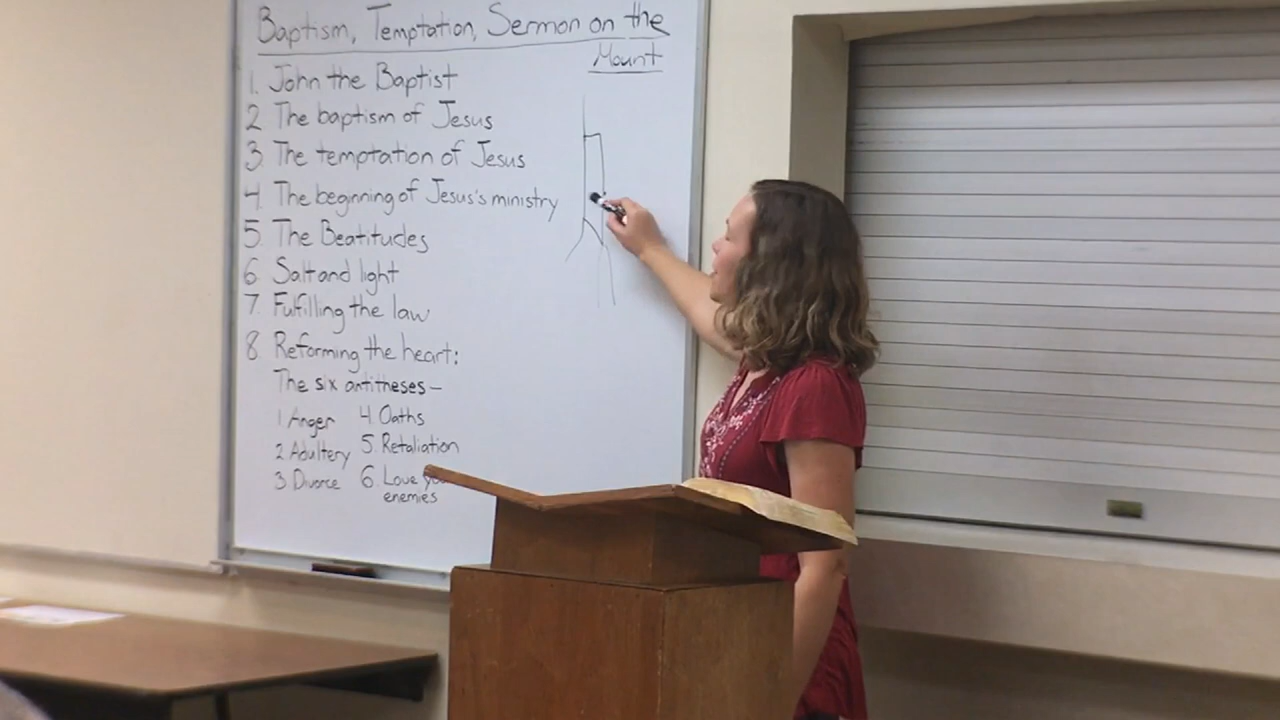 Baptism, Temptation, Sermon on the
Mount
1. John the Baptist
2. The baptism of Jesus
3. The temptation of Jesus
4. The beginning of Jesus's ministry
5. The Beatitudes
6. Salt and light
7. Fulfilling the law
8. Reforming the heart:
The six antitheses—
1 Anger 4. Oaths
2. Adultery 5. Retaliation
3. Divorce 6. Love
enemies